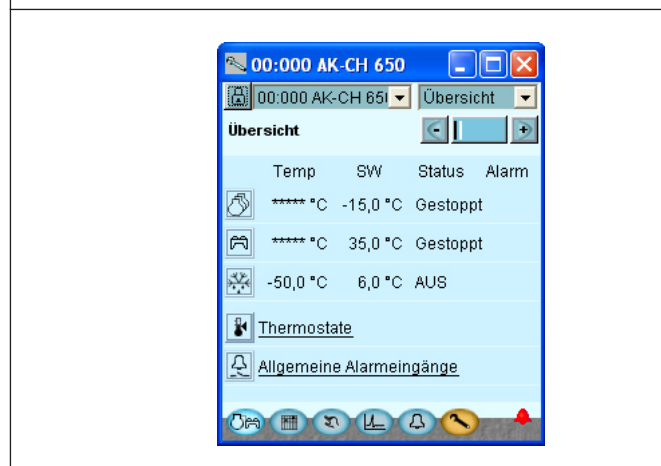 00:000 AK-CH 650
00:000 AK-CH 65 Übersicht
Übersicht
Temp SW Status Alarm
***** °C -15,0 °C Gestoppt
***** °C 35,0 °C Gestoppt
-50,0 °C 6,0 °C AUS
Thermostate
Allgemeine Alarmeingänge